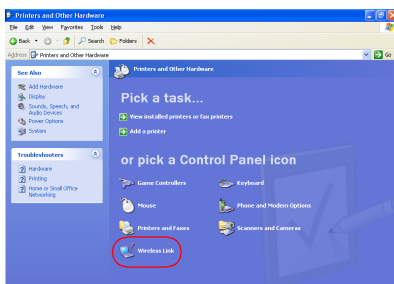 Printers and Other Hardware
File Edit View Favorites Tools Help
Back Search Folders
Address Printers and Other Hardware Go
See Also
Add Hardware
Display
Sounds, Speech, and Audio Devices
Power Options
System
Troubleshooters
Hardware
Printing
Home or Small Office Networking
Printers and Other Hardware
Pick a task...
View installed printers or fax printers
Add a printer
or pick a Control Panel icon
Game Controllers Keyboard
Mouse Phone and Modem Options
Printers and Faxes Scanners and Cameras
Wireless Link